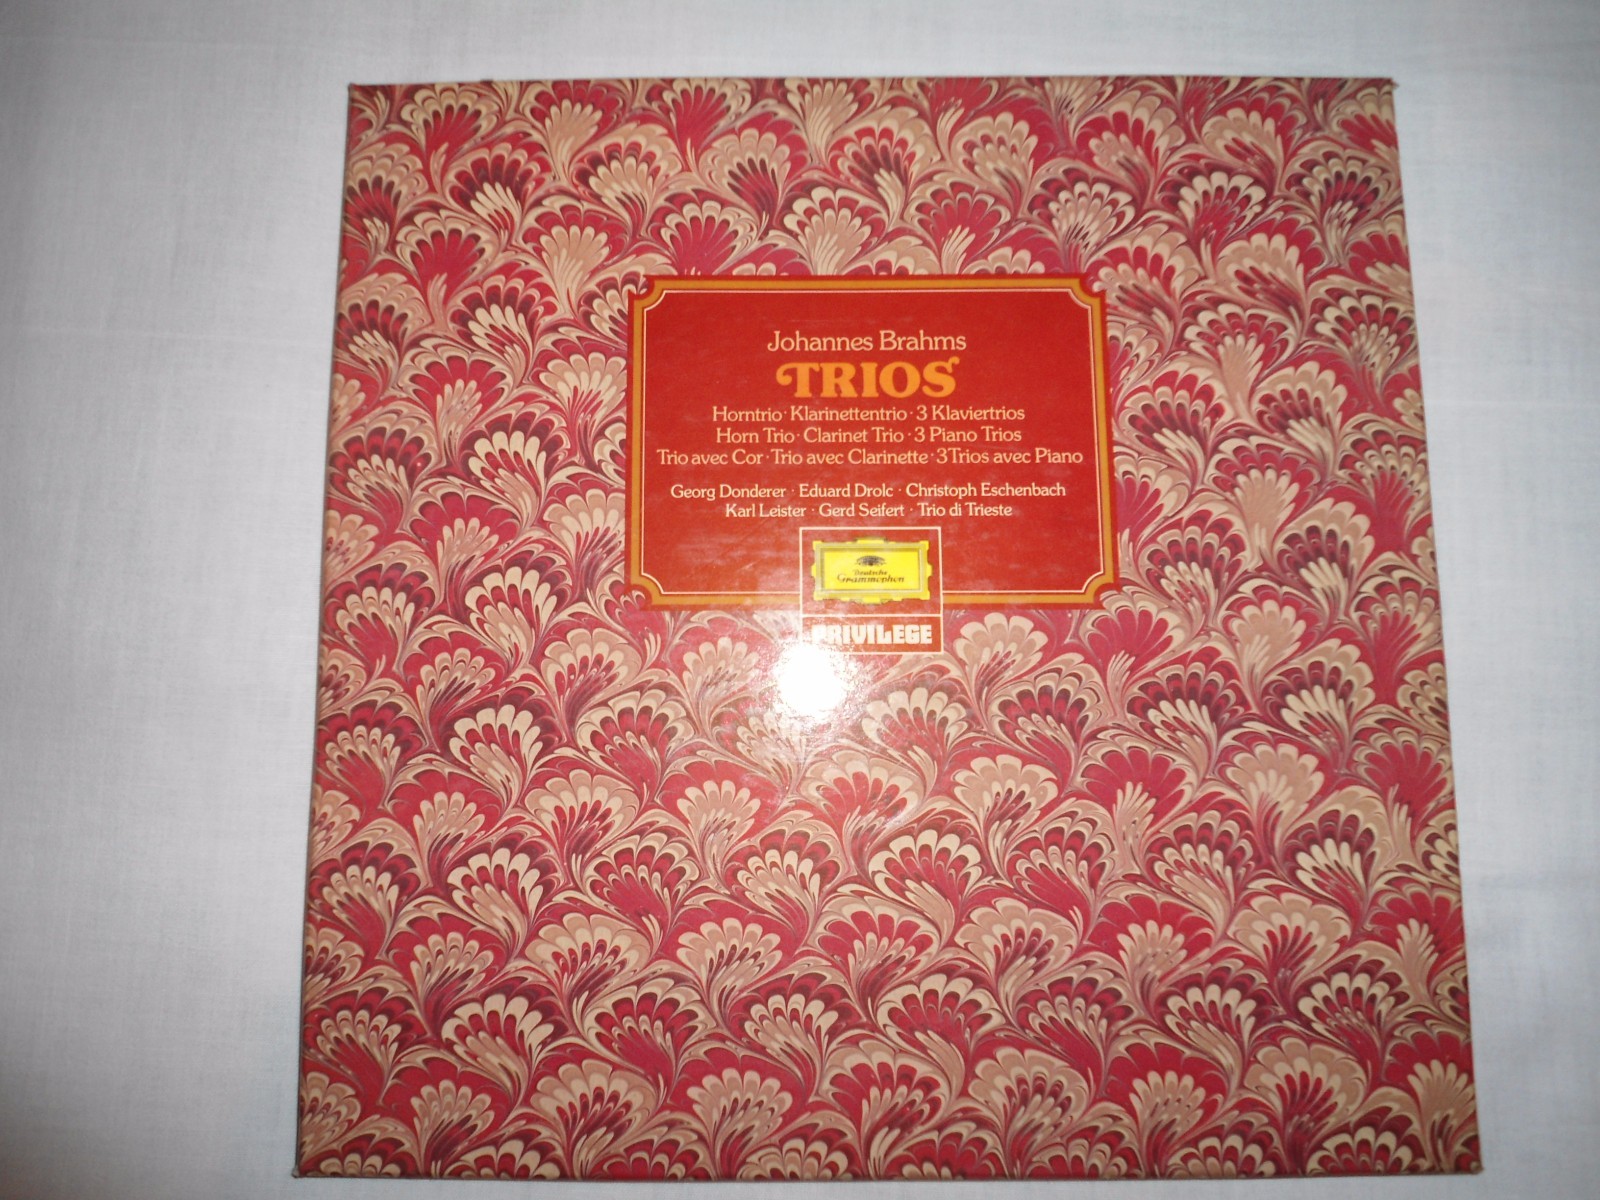 Johannes Brahms
TRIOS
Horntrio · Klarinettentrio · 3 Klaviertrios
Horn Trio · Clarinet Trio · 3 Piano Trios
Trio avec Cor · Trio avec Clarinette · 3 Trios avec Piano
Georg Donderer · Eduard Drolc · Christoph Eschenbach
Karl Leister · Gerd Seifert · Trio di Trieste
Deutsche
Grammophon
PRIVILEGE